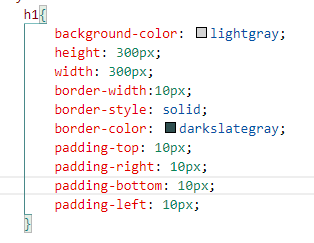 h1{
background-color: lightgray;
height: 300px;
width: 300px;
border-width:10px;
border-style: solid;
border-color: darkslategray;
padding-top: 10px;
padding-right: 10px;
padding-bottom: 10px;
padding-left: 10px;
}